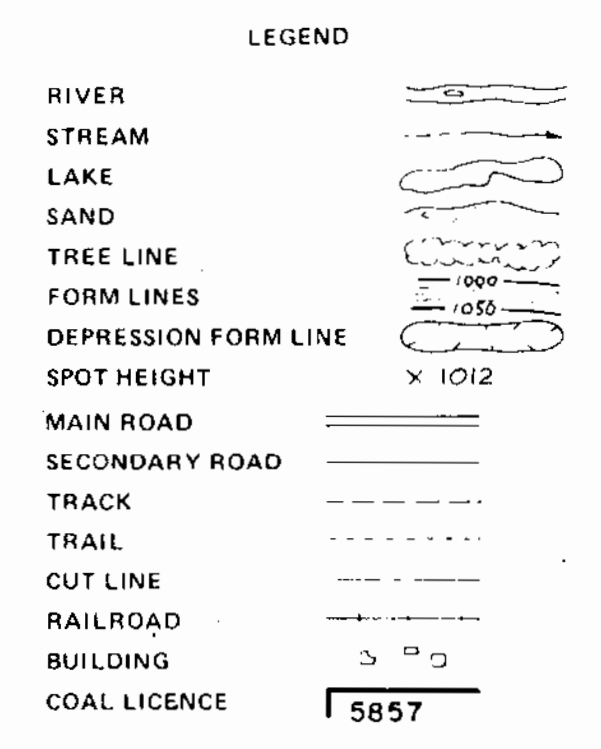 LEGEND
RIVER
STREAM
LAKE
SAND
TREE LINE
1000
FORM LINES
1050
DEPRESSION FORM LINE
SPOT HEIGHT × 1012
MAIN ROAD
SECONDARY ROAD
TRACK
TRAIL
CUT LINE
RAILROAD
BUILDING
COAL LICENCE 5857